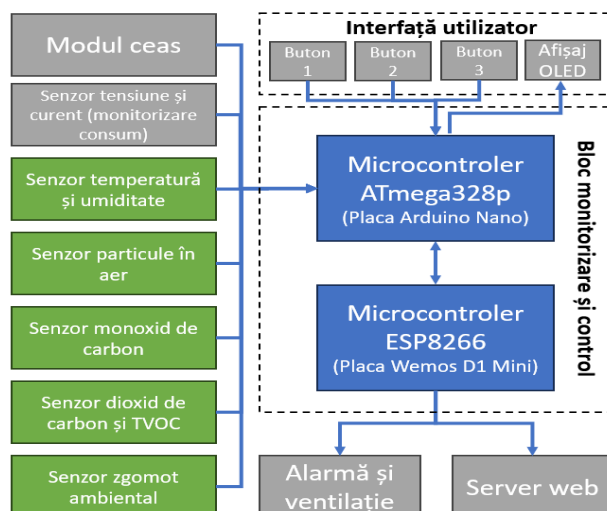 Modul ceas
Senzor tensiune și
curent (monitorizare
consum)
Senzor temperatură
și umiditate
Senzor particule în
aer
Senzor monoxid de
carbon
Senzor dioxid de
carbon și TVOC
Senzor zgomot
ambiental
Interfață utilizator
Buton
1
Buton
2
Buton
3
Afișaj
OLED
Microcontroler
ATmega328p
(Placa Arduino Nano)
Microcontroler
ESP8266
(Placa Wemos D1 Mini)
Bloc monitorizare și control
Alarmă și
ventilație
Server web